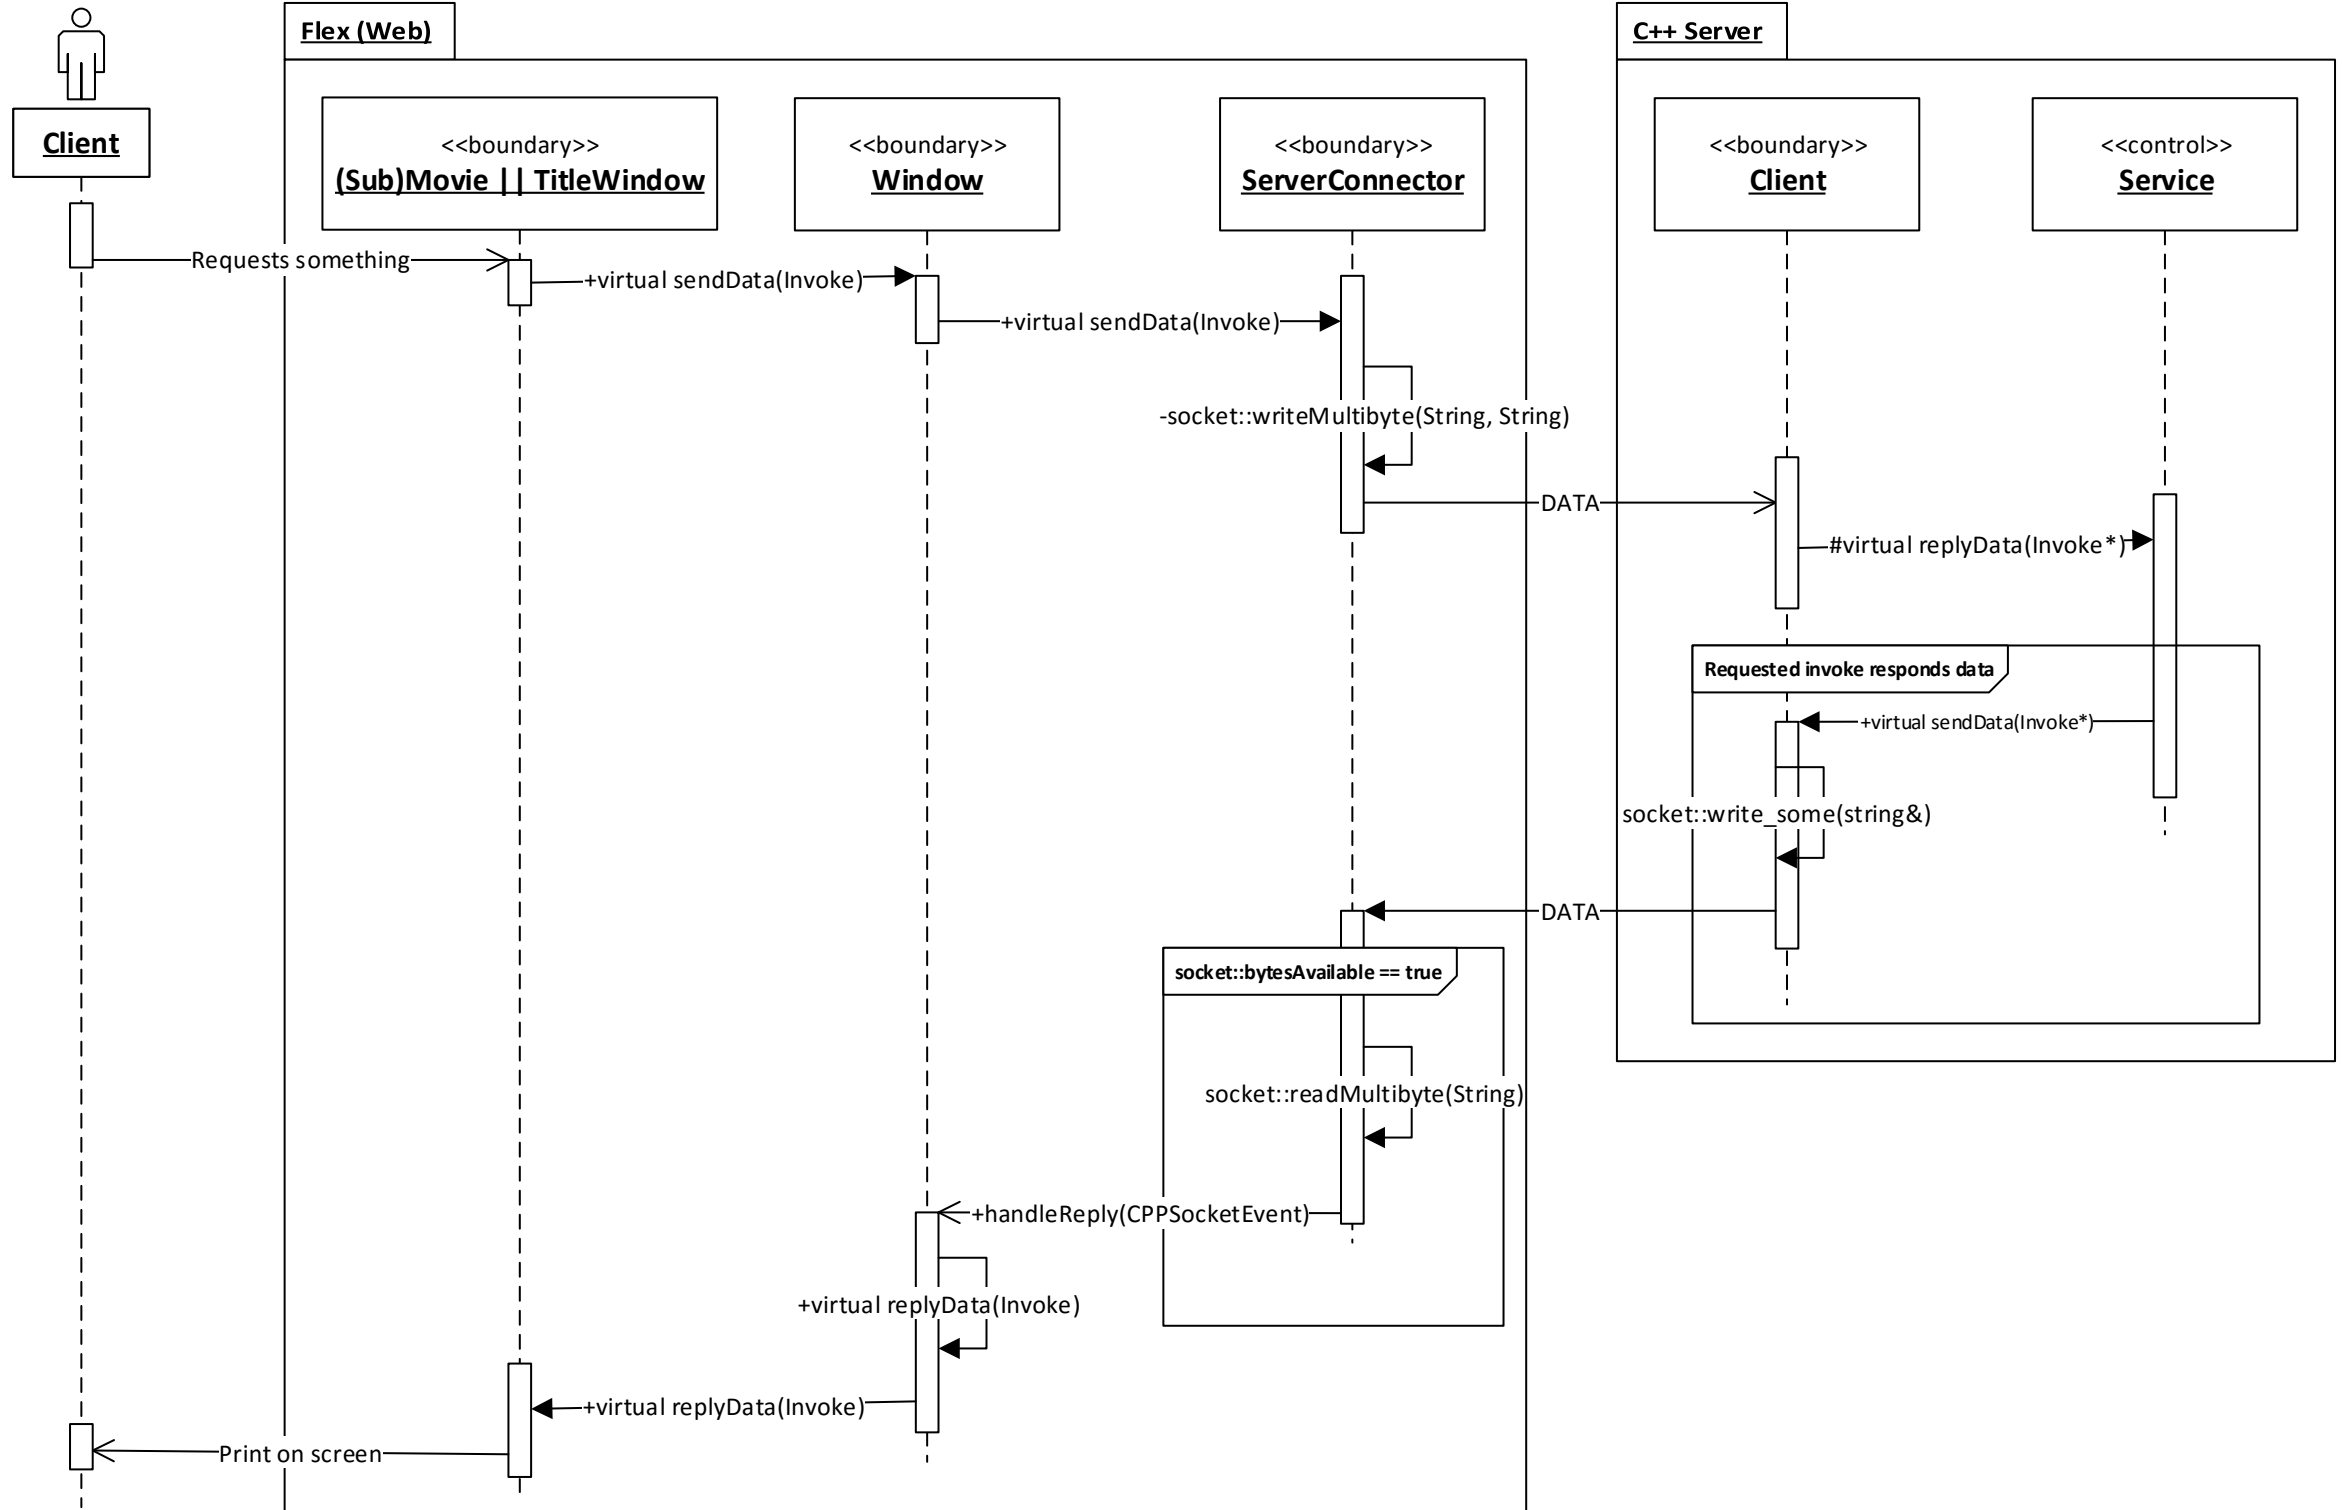 Flex (Web)
C++ Server
Client
<<boundary>>
(Sub)Movie || TitleWindow
<<boundary>>
Window
<<boundary>>
ServerConnector
<<boundary>>
Client
<<control>>
Service
Requests something
+virtual sendData(Invoke)
+virtual sendData(Invoke)
-socket::writeMultibyte(String, String)
DATA
#virtual replyData(Invoke*)
Requested invoke responds data
+virtual sendData(Invoke*)
socket::write_some(string&)
DATA
socket::bytesAvailable == true
socket::readMultibyte(String)
+handleReply(CPPSocketEvent)
+virtual replyData(Invoke)
+virtual replyData(Invoke)
Print on screen